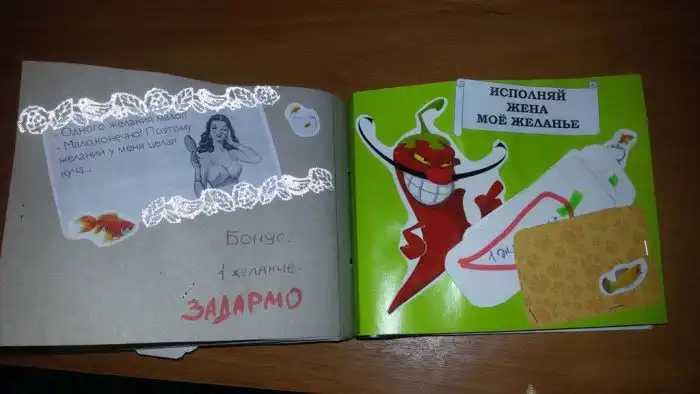 - Одного желания мало!!
- Мало,конечно! Поэтому
желаний у меня целая
куча...
Бонус.
1 желание.
ЗАДАРМО
ИСПОЛНЯЙ
ЖЕНА
МОЁ ЖЕЛАНЬЕ